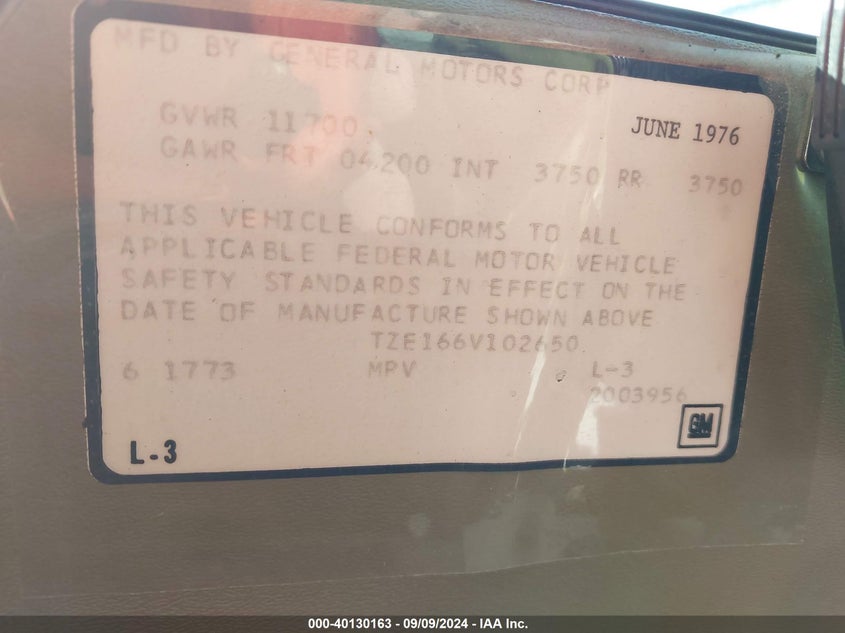 MFD BY GENERAL MOTORS CORP
GVWR 11700
JUNE 1976
GAWR FRT 04200 INT 3750 RR 3750
THIS VEHICLE CONFORMS TO ALL
APPLICABLE FEDERAL MOTOR VEHICLE
SAFETY STANDARDS IN EFFECT ON THE
DATE OF MANUFACTURE SHOWN ABOVE
TZE166V102650
6 1773 MPV L-3
2003956
GM
L-3
000-40130163 - 09/09/2024 - IAA Inc.